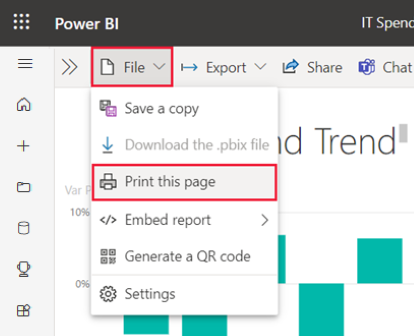 Power BI
IT Spend
File
Export
Share
Chat
Save a copy
Download the .pbix file
nd Trend
Print this page
Var P
Embed report
10%
Generate a QR code
0%
Settings